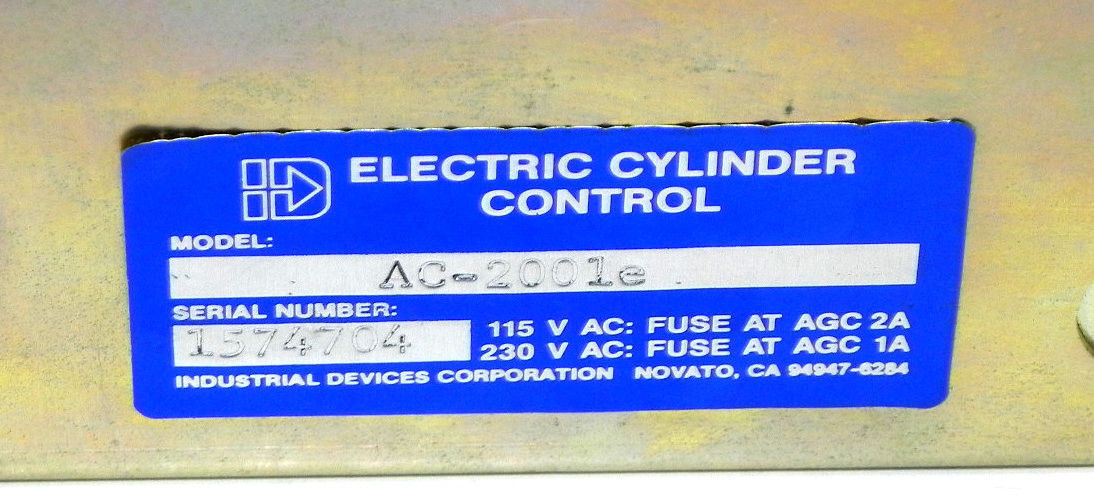 ID ELECTRIC CYLINDER
CONTROL
MODEL:
AC-2001e
SERIAL NUMBER:
1574704
115 V AC: FUSE AT AGC 2A
230 V AC: FUSE AT AGC 1A
INDUSTRIAL DEVICES CORPORATION NOVATO, CA 94947-6284